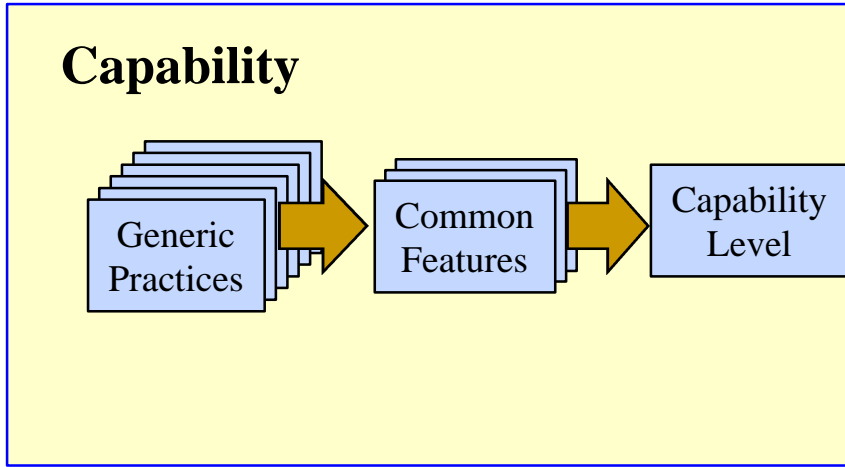 Capability
Generic
Practices
Common
Features
Capability
Level